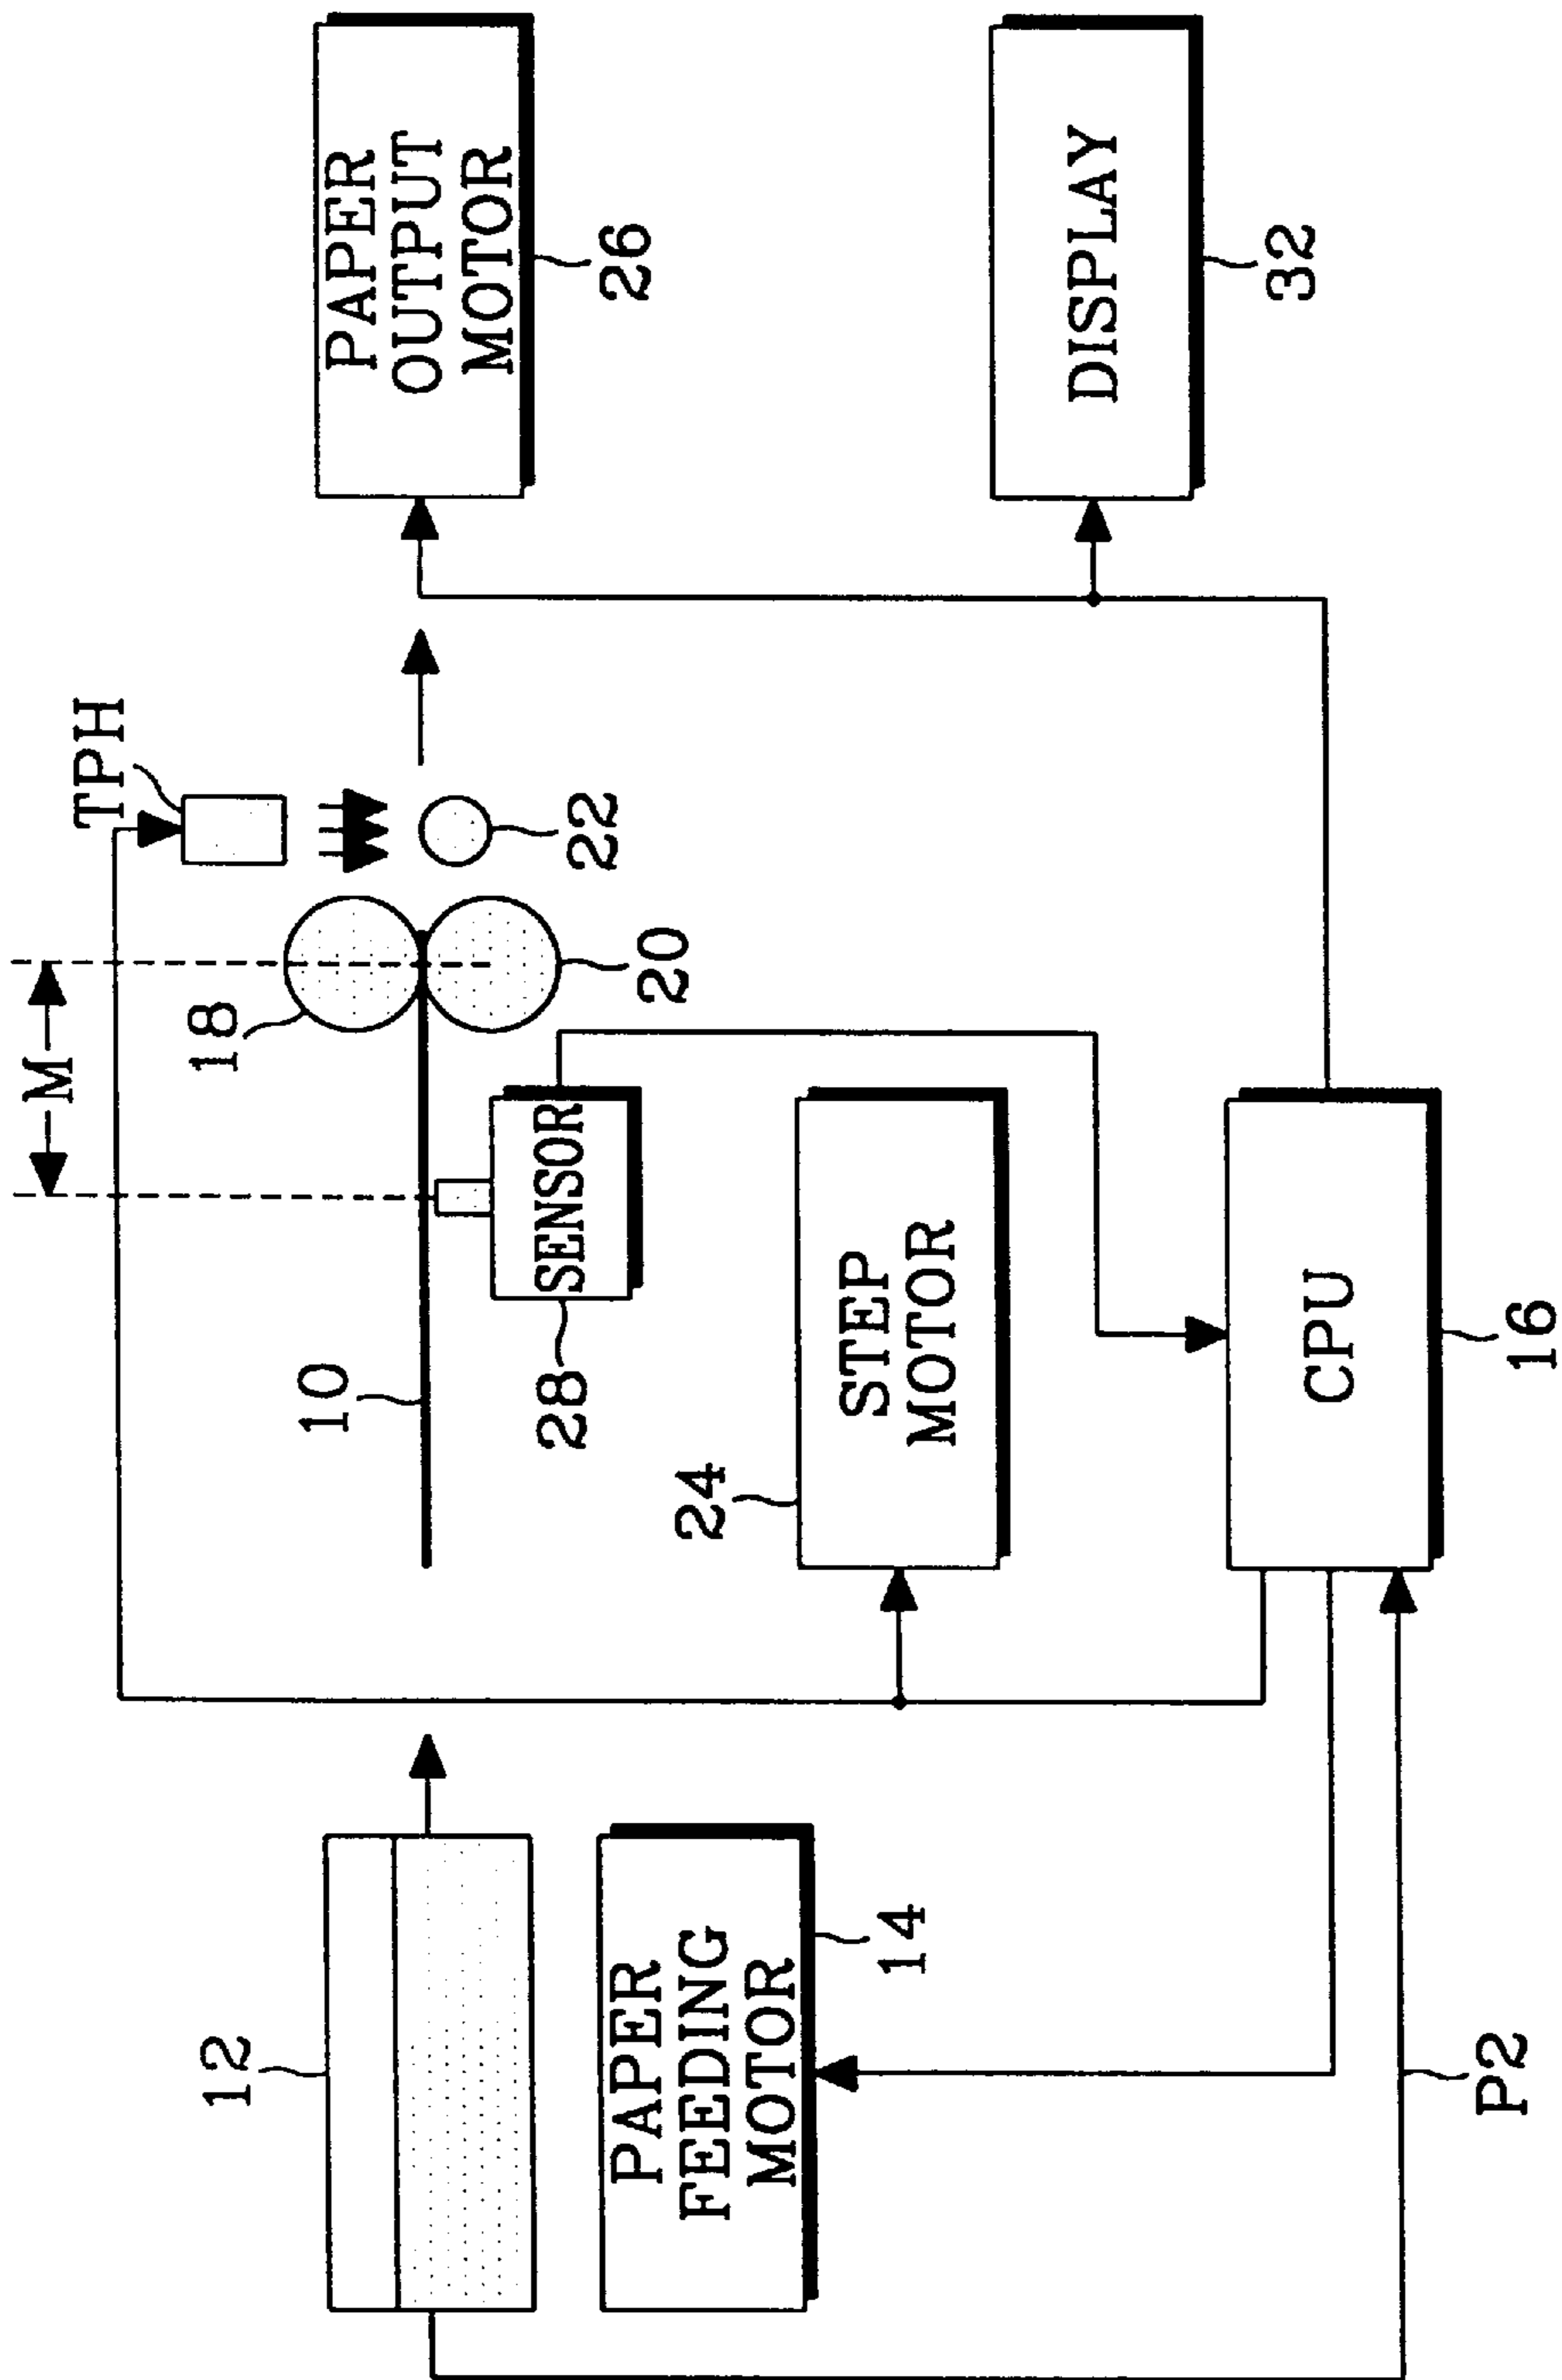 M
TPH
PAPER
OUTPUT
MOTOR
26
18
20
22
12
10
SENSOR
28
PAPER
FEEDING
MOTOR
14
24
STEP
MOTOR
DISPLAY
32
CPU
16
P2